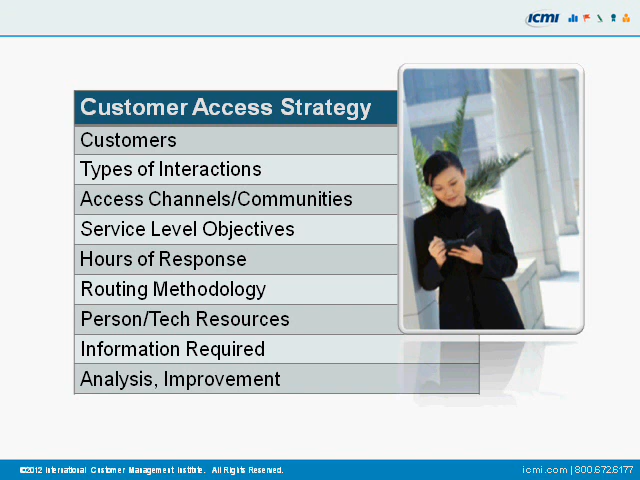 ICMI
Customer Access Strategy
Customers
Types of Interactions
Access Channels/Communities
Service Level Objectives
Hours of Response
Routing Methodology
Person/Tech Resources
Information Required
Analysis, Improvement
©2012 International Customer Management Institute. All Rights Reserved.
icmi.com | 800.672.6177